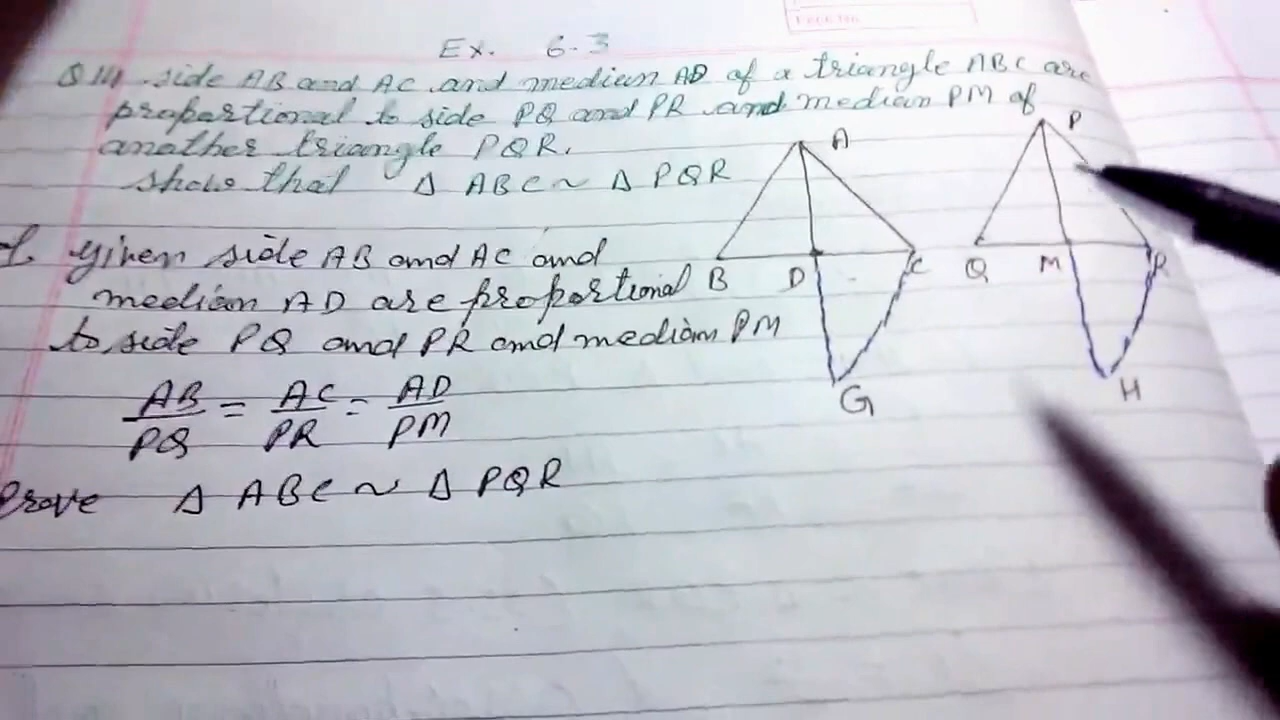 Ex. 6.3
Q 14. side AB and AC and median AD of a triangle ABC are
proportional to side PQ and PR and median PM of
another triangle PQR.
show that Δ ABC ~ Δ PQR
given side AB and AC and
median AD are proportional
to side PQ and PR and median PM
AB/PQ = AC/PR = AD/PM
Prove Δ ABC ~ Δ PQR
A
B D C
G
P
Q M R
H